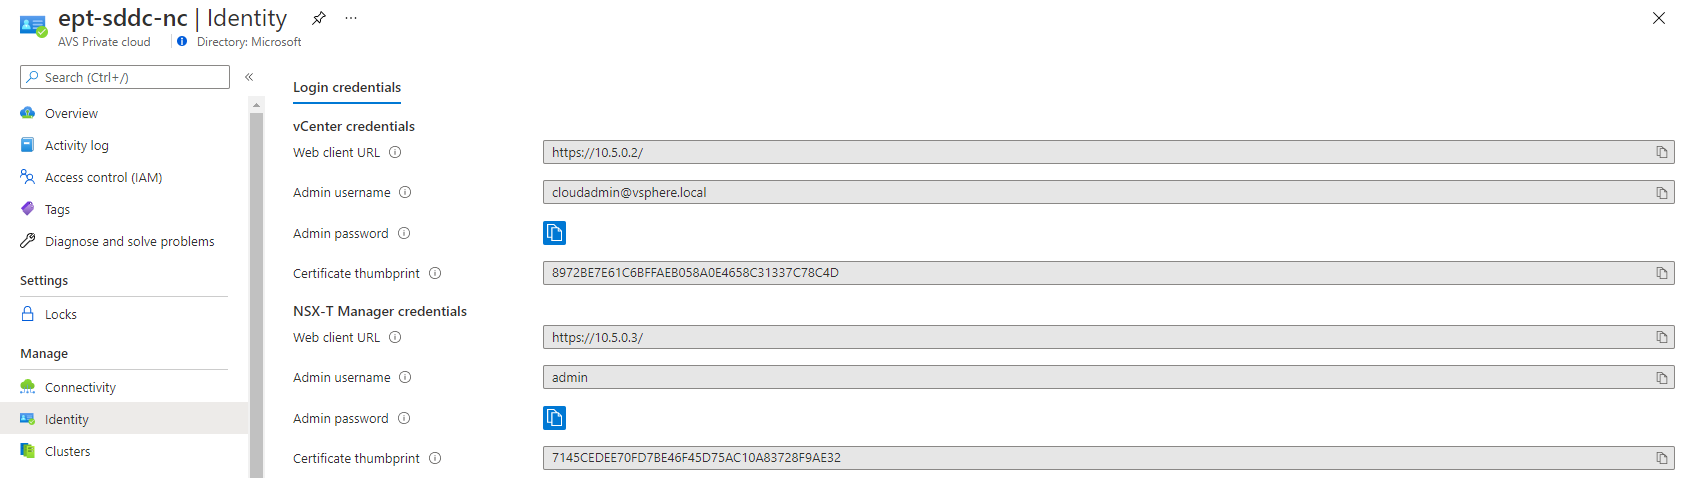 ept-sddc-nc | Identity
AVS Private cloud
Directory: Microsoft
Search (Ctrl+/)
Overview
Activity log
Access control (IAM)
Tags
Diagnose and solve problems
Settings
Locks
Manage
Connectivity
Identity
Clusters
Login credentials
vCenter credentials
Web client URL
https://10.5.0.2/
Admin username
cloudadmin@vsphere.local
Admin password
Certificate thumbprint
8972BE7E61C6BFFAEB058A0E4658C31337C78C4D
NSX-T Manager credentials
Web client URL
https://10.5.0.3/
Admin username
admin
Admin password
Certificate thumbprint
7145CEDEE70FD7BE46F45D75AC10A83728F9AE32